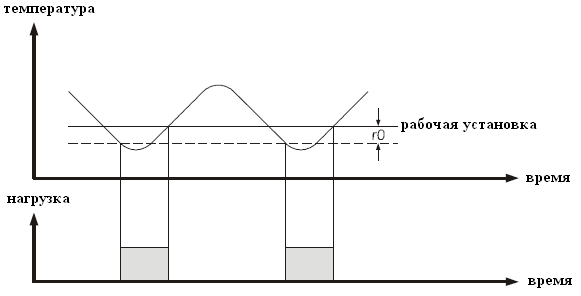 температура
рабочая установка
r0
время
нагрузка
время